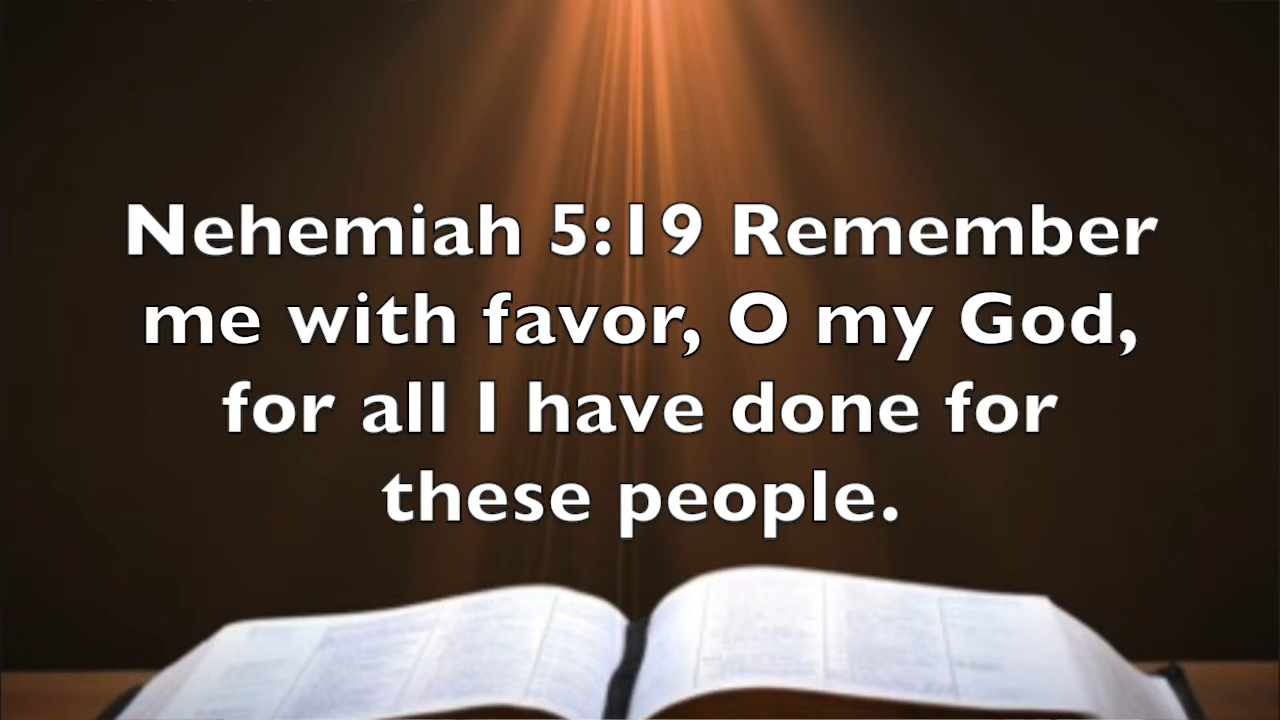 Nehemiah 5:19 Remember
me with favor, O my God,
for all I have done for
these people.